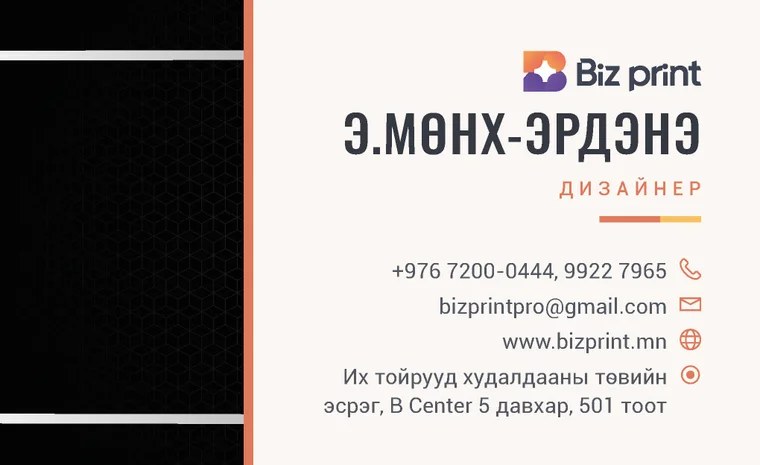 Biz print
Э.МӨНХ-ЭРДЭНЭ
ДИЗАЙНЕР
+976 7200-0444, 9922 7965
bizprintpro@gmail.com
www.bizprint.mn
Их тойрууд худалдааны төвийн
эсрэг, B Center 5 давхар, 501 тоот